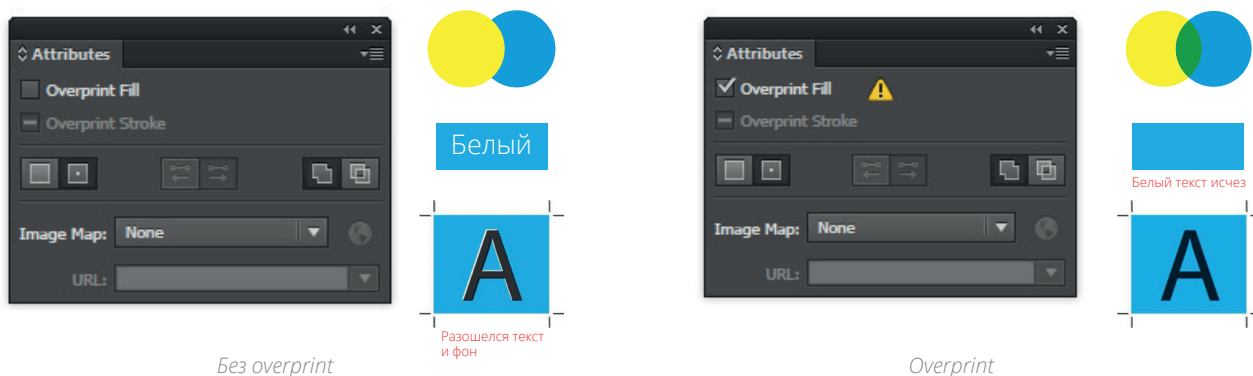 Attributes
Overprint Fill
Overprint Stroke
Image Map: None
URL:
Белый
A
Разошелся текст
и фон
Без overprint
Attributes
Overprint Fill
Overprint Stroke
Image Map: None
URL:
Белый текст исчез
A
Overprint